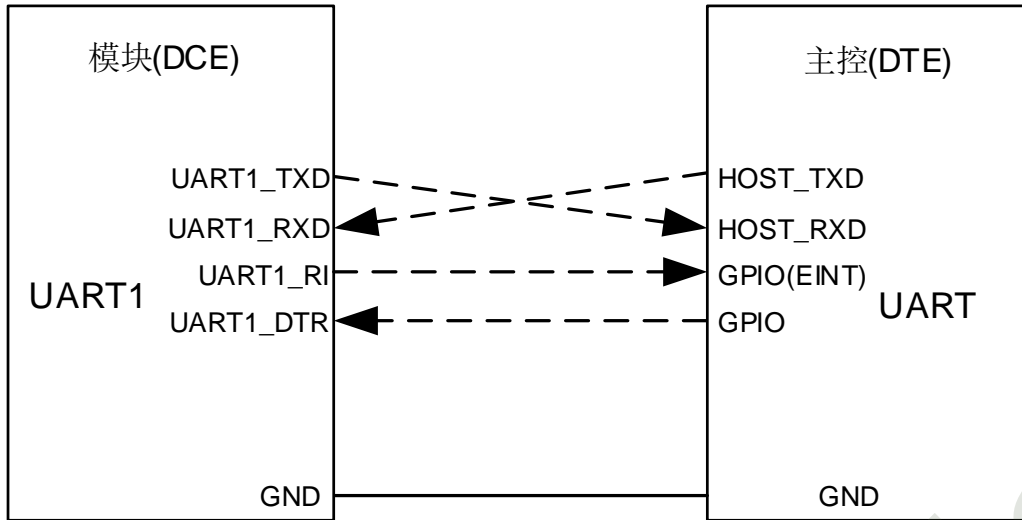 模块(DCE)
主控(DTE)
UART1_TXD
HOST_TXD
UART1_RXD
HOST_RXD
UART1_RI
GPIO(EINT)
UART1
UART
UART1_DTR
GPIO
GND
GND